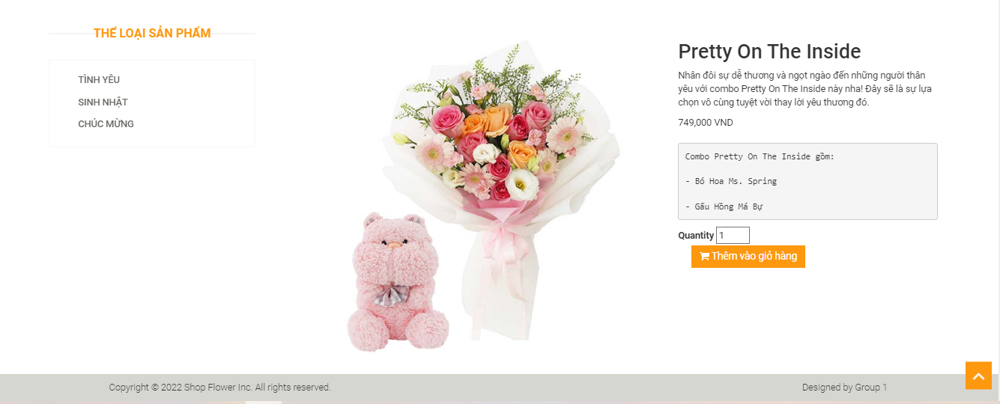 THỂ LOẠI SẢN PHẨM
TÌNH YÊU
SINH NHẬT
CHÚC MỪNG
Pretty On The Inside
Nhân đôi sự dễ thương và ngọt ngào đến những người thân
yêu với combo Pretty On The Inside này nha! Đây sẽ là sự lựa
chọn vô cùng tuyệt vời thay lời yêu thương đó.
749,000 VND
Combo Pretty On The Inside gồm:
- Bó Hoa Ms. Spring
- Gấu Hồng Má Bự
Quantity 1
Thêm vào giỏ hàng
Copyright © 2022 Shop Flower Inc. All rights reserved.
Designed by Group 1